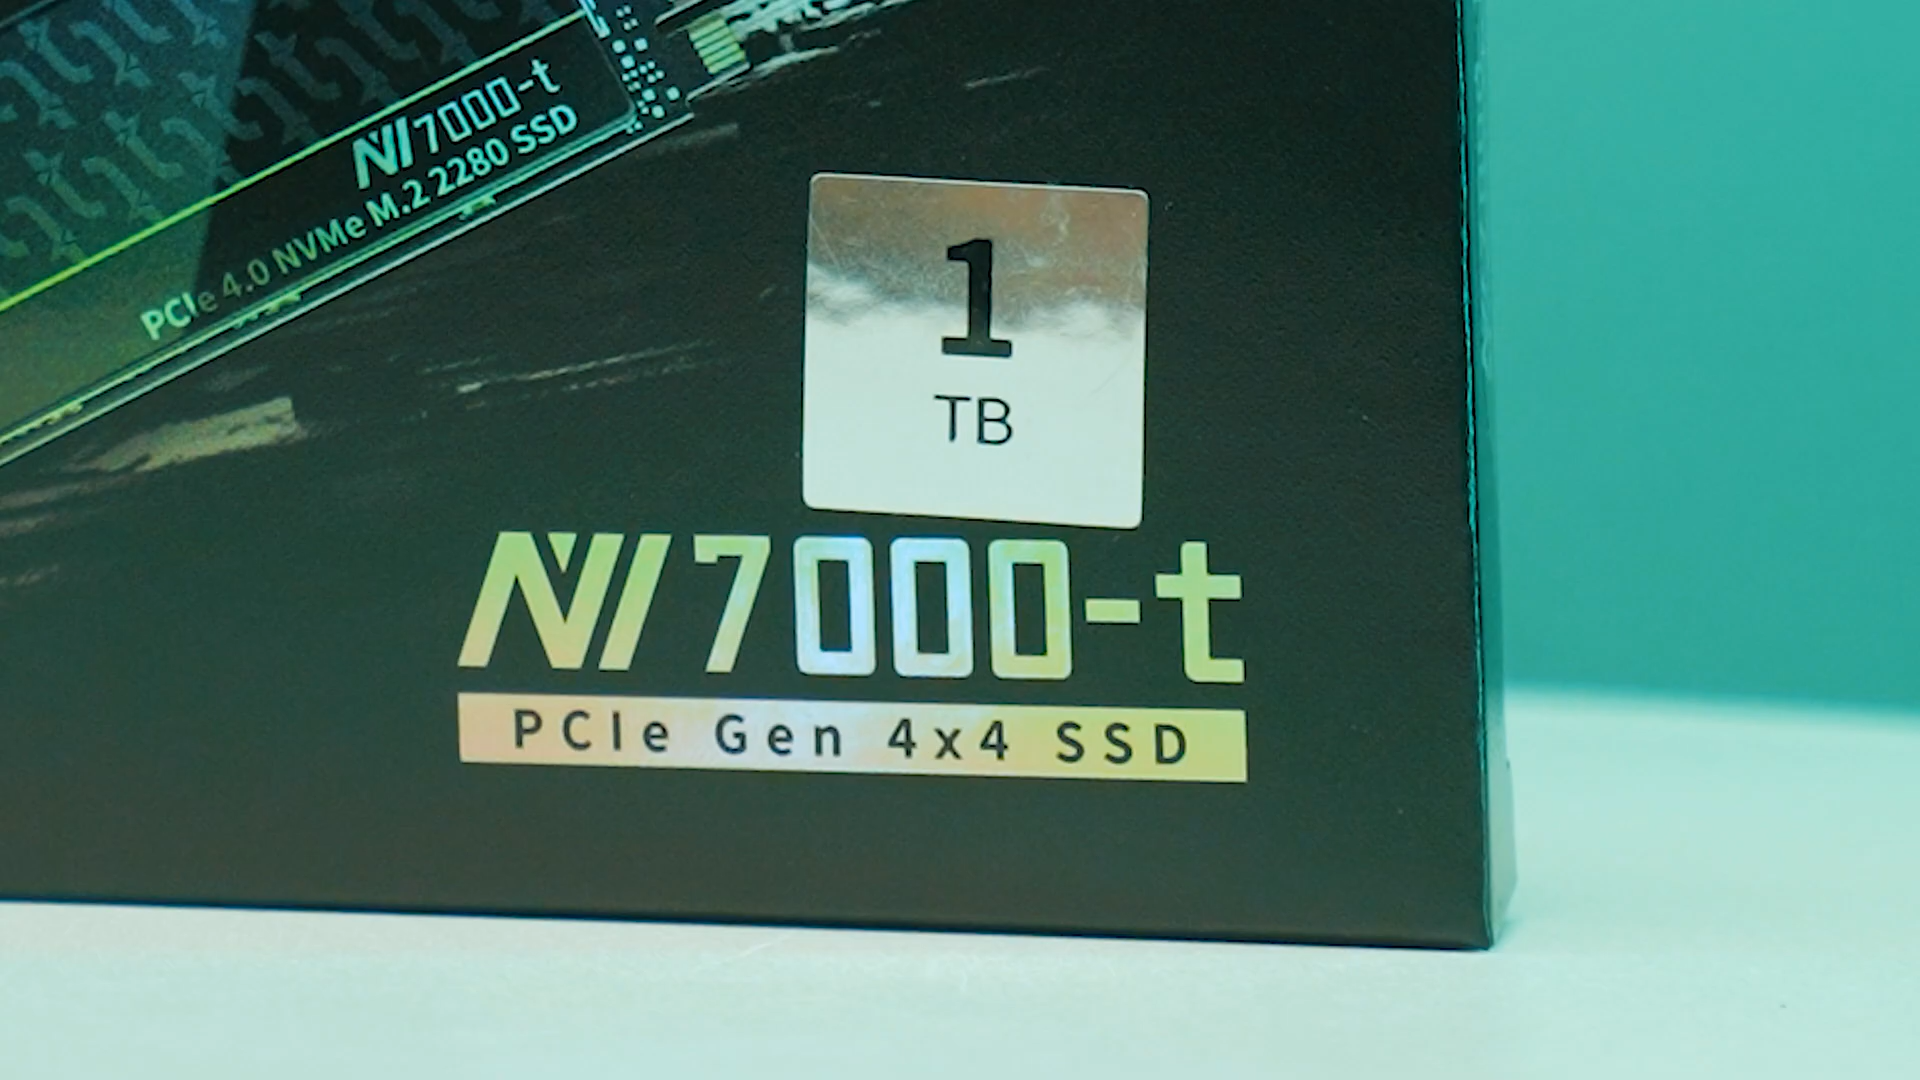 NV7000-t
PCIe 4.0 NVMe M.2 2280 SSD
1
TB
NV7000-t
PCIe Gen 4x4 SSD